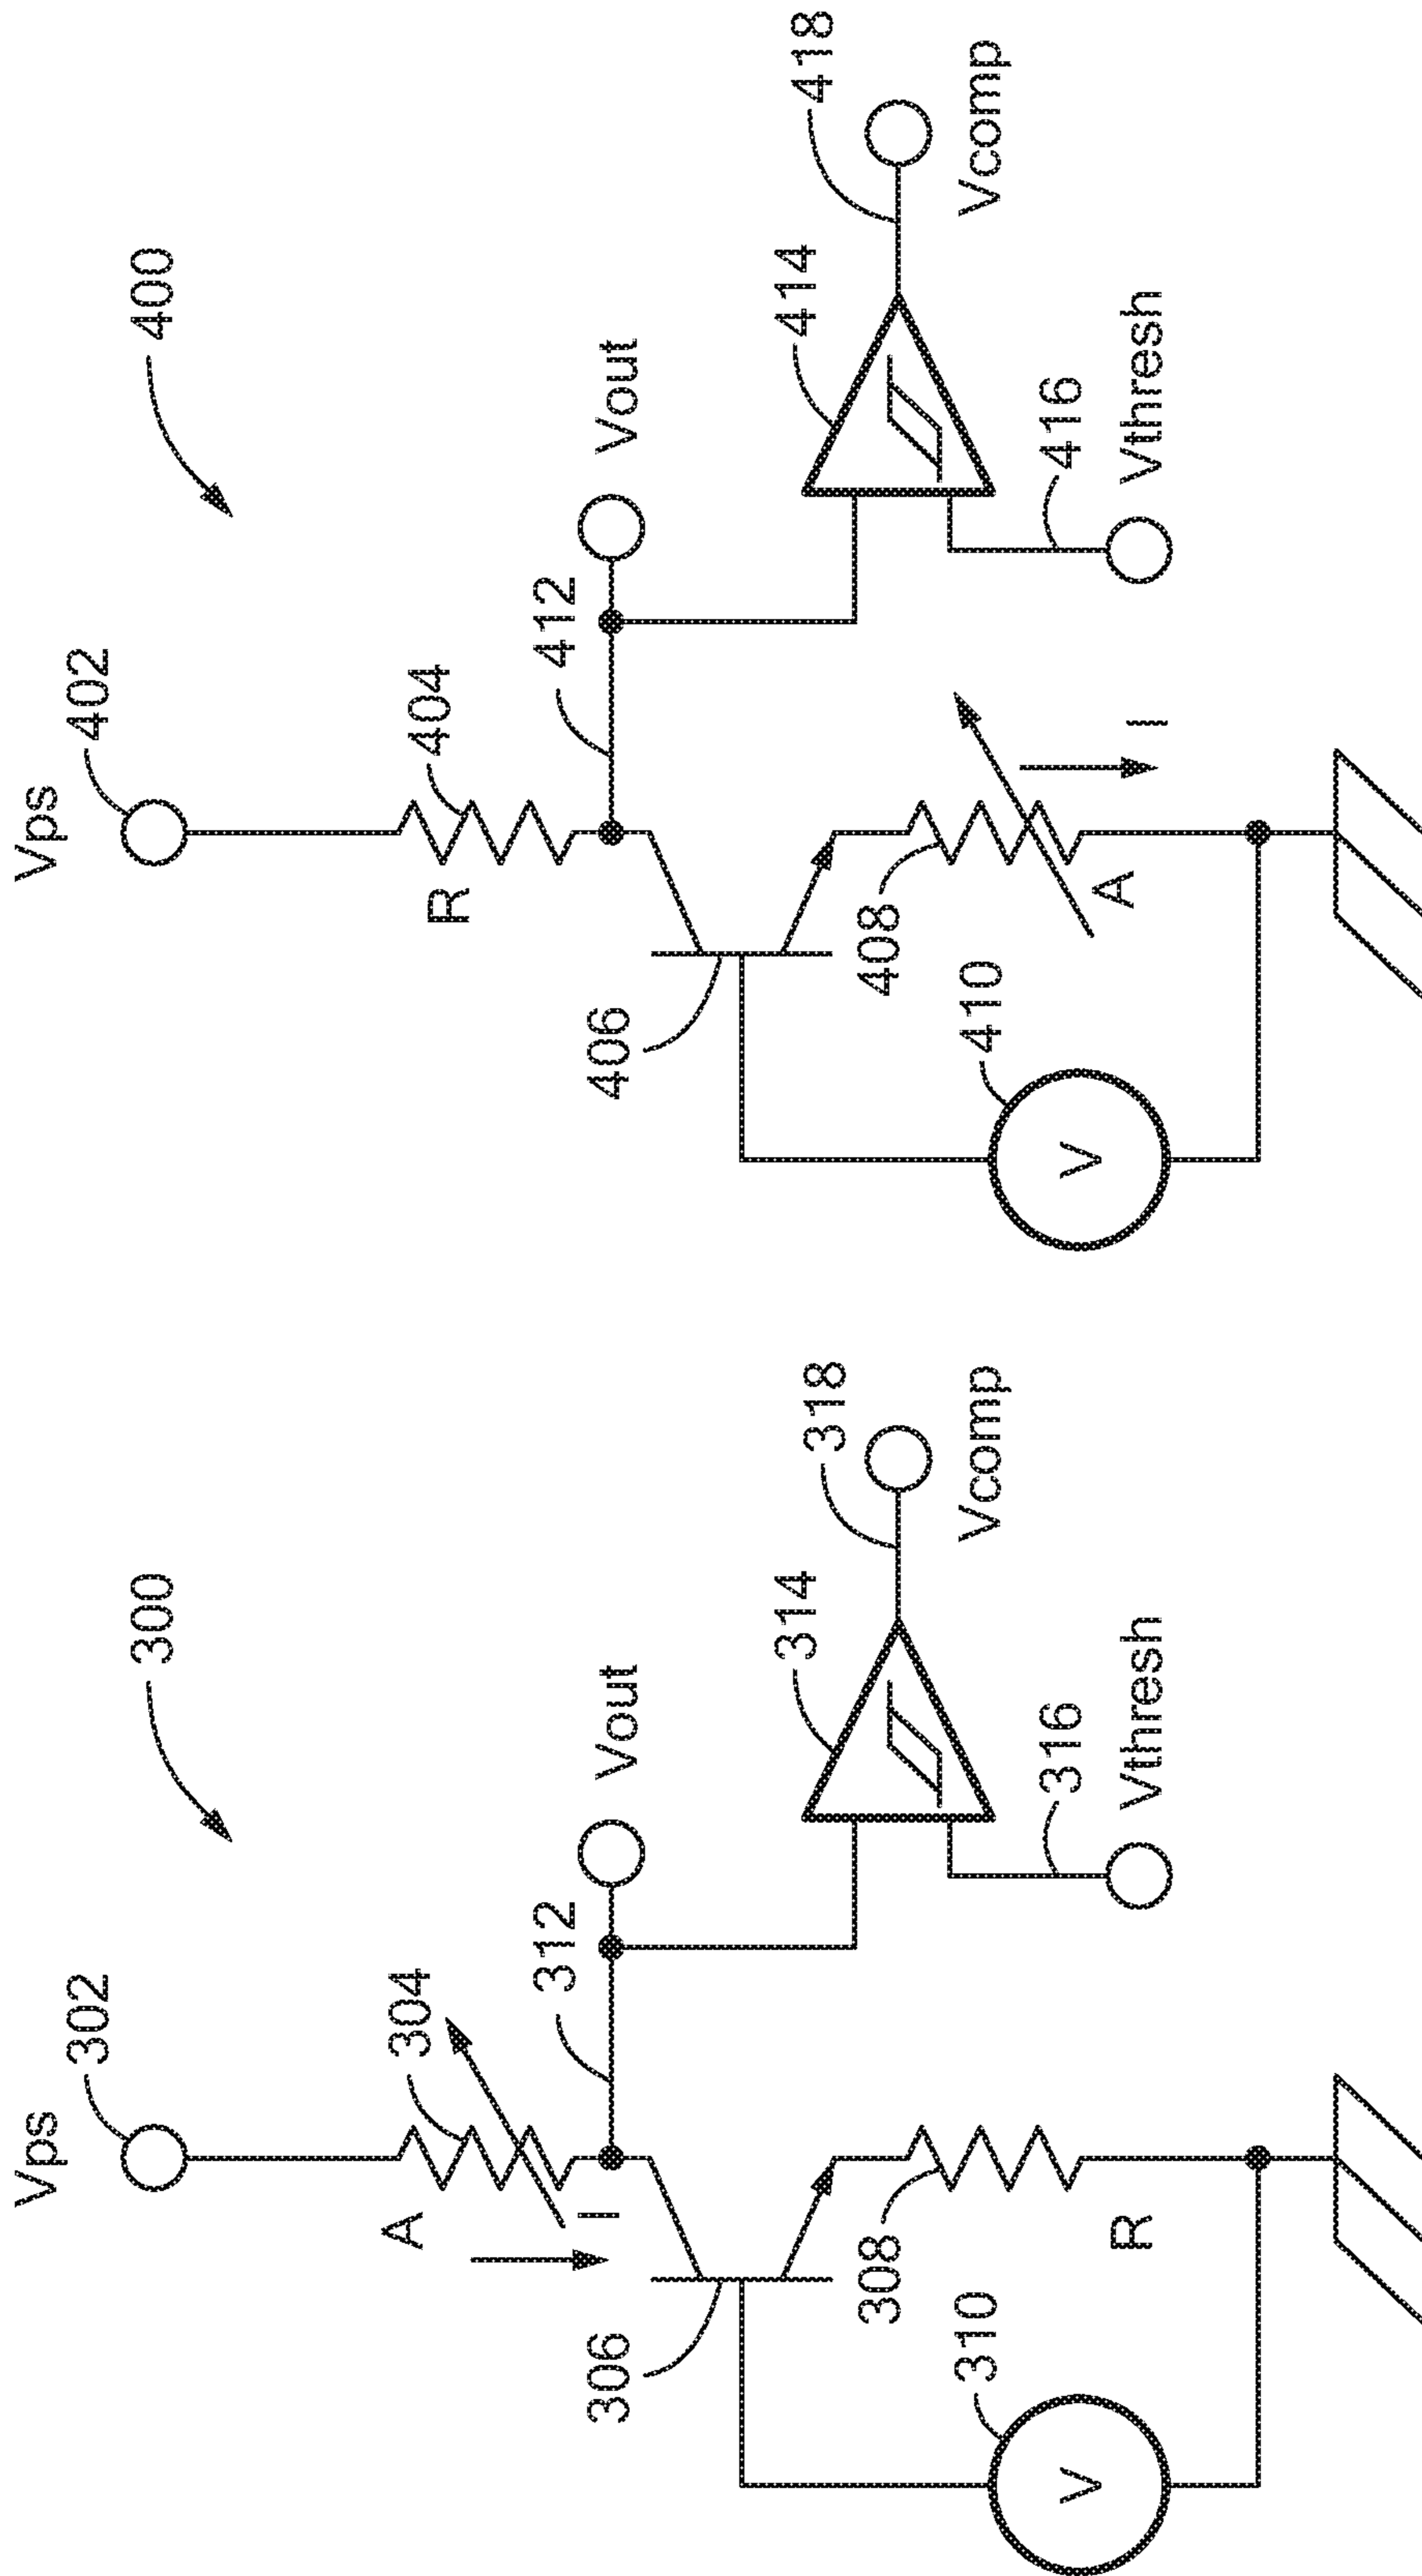 300
Vps
302
A
304
I
312
Vout
306
314
318
Vcomp
308
310
V
R
316
Vthresh
400
Vps
402
R
404
412
Vout
406
414
418
Vcomp
408
410
V
A
I
416
Vthresh